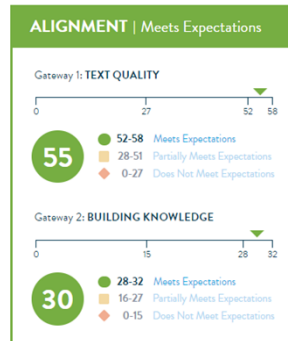 ALIGNMENT | Meets Expectations
Gateway 1: TEXT QUALITY
0 27 52 58
55
52-58 Meets Expectations
28-51 Partially Meets Expectations
0-27 Does Not Meet Expectations
Gateway 2: BUILDING KNOWLEDGE
0 15 28 32
30
28-32 Meets Expectations
16-27 Partially Meets Expectations
0-15 Does Not Meet Expectations